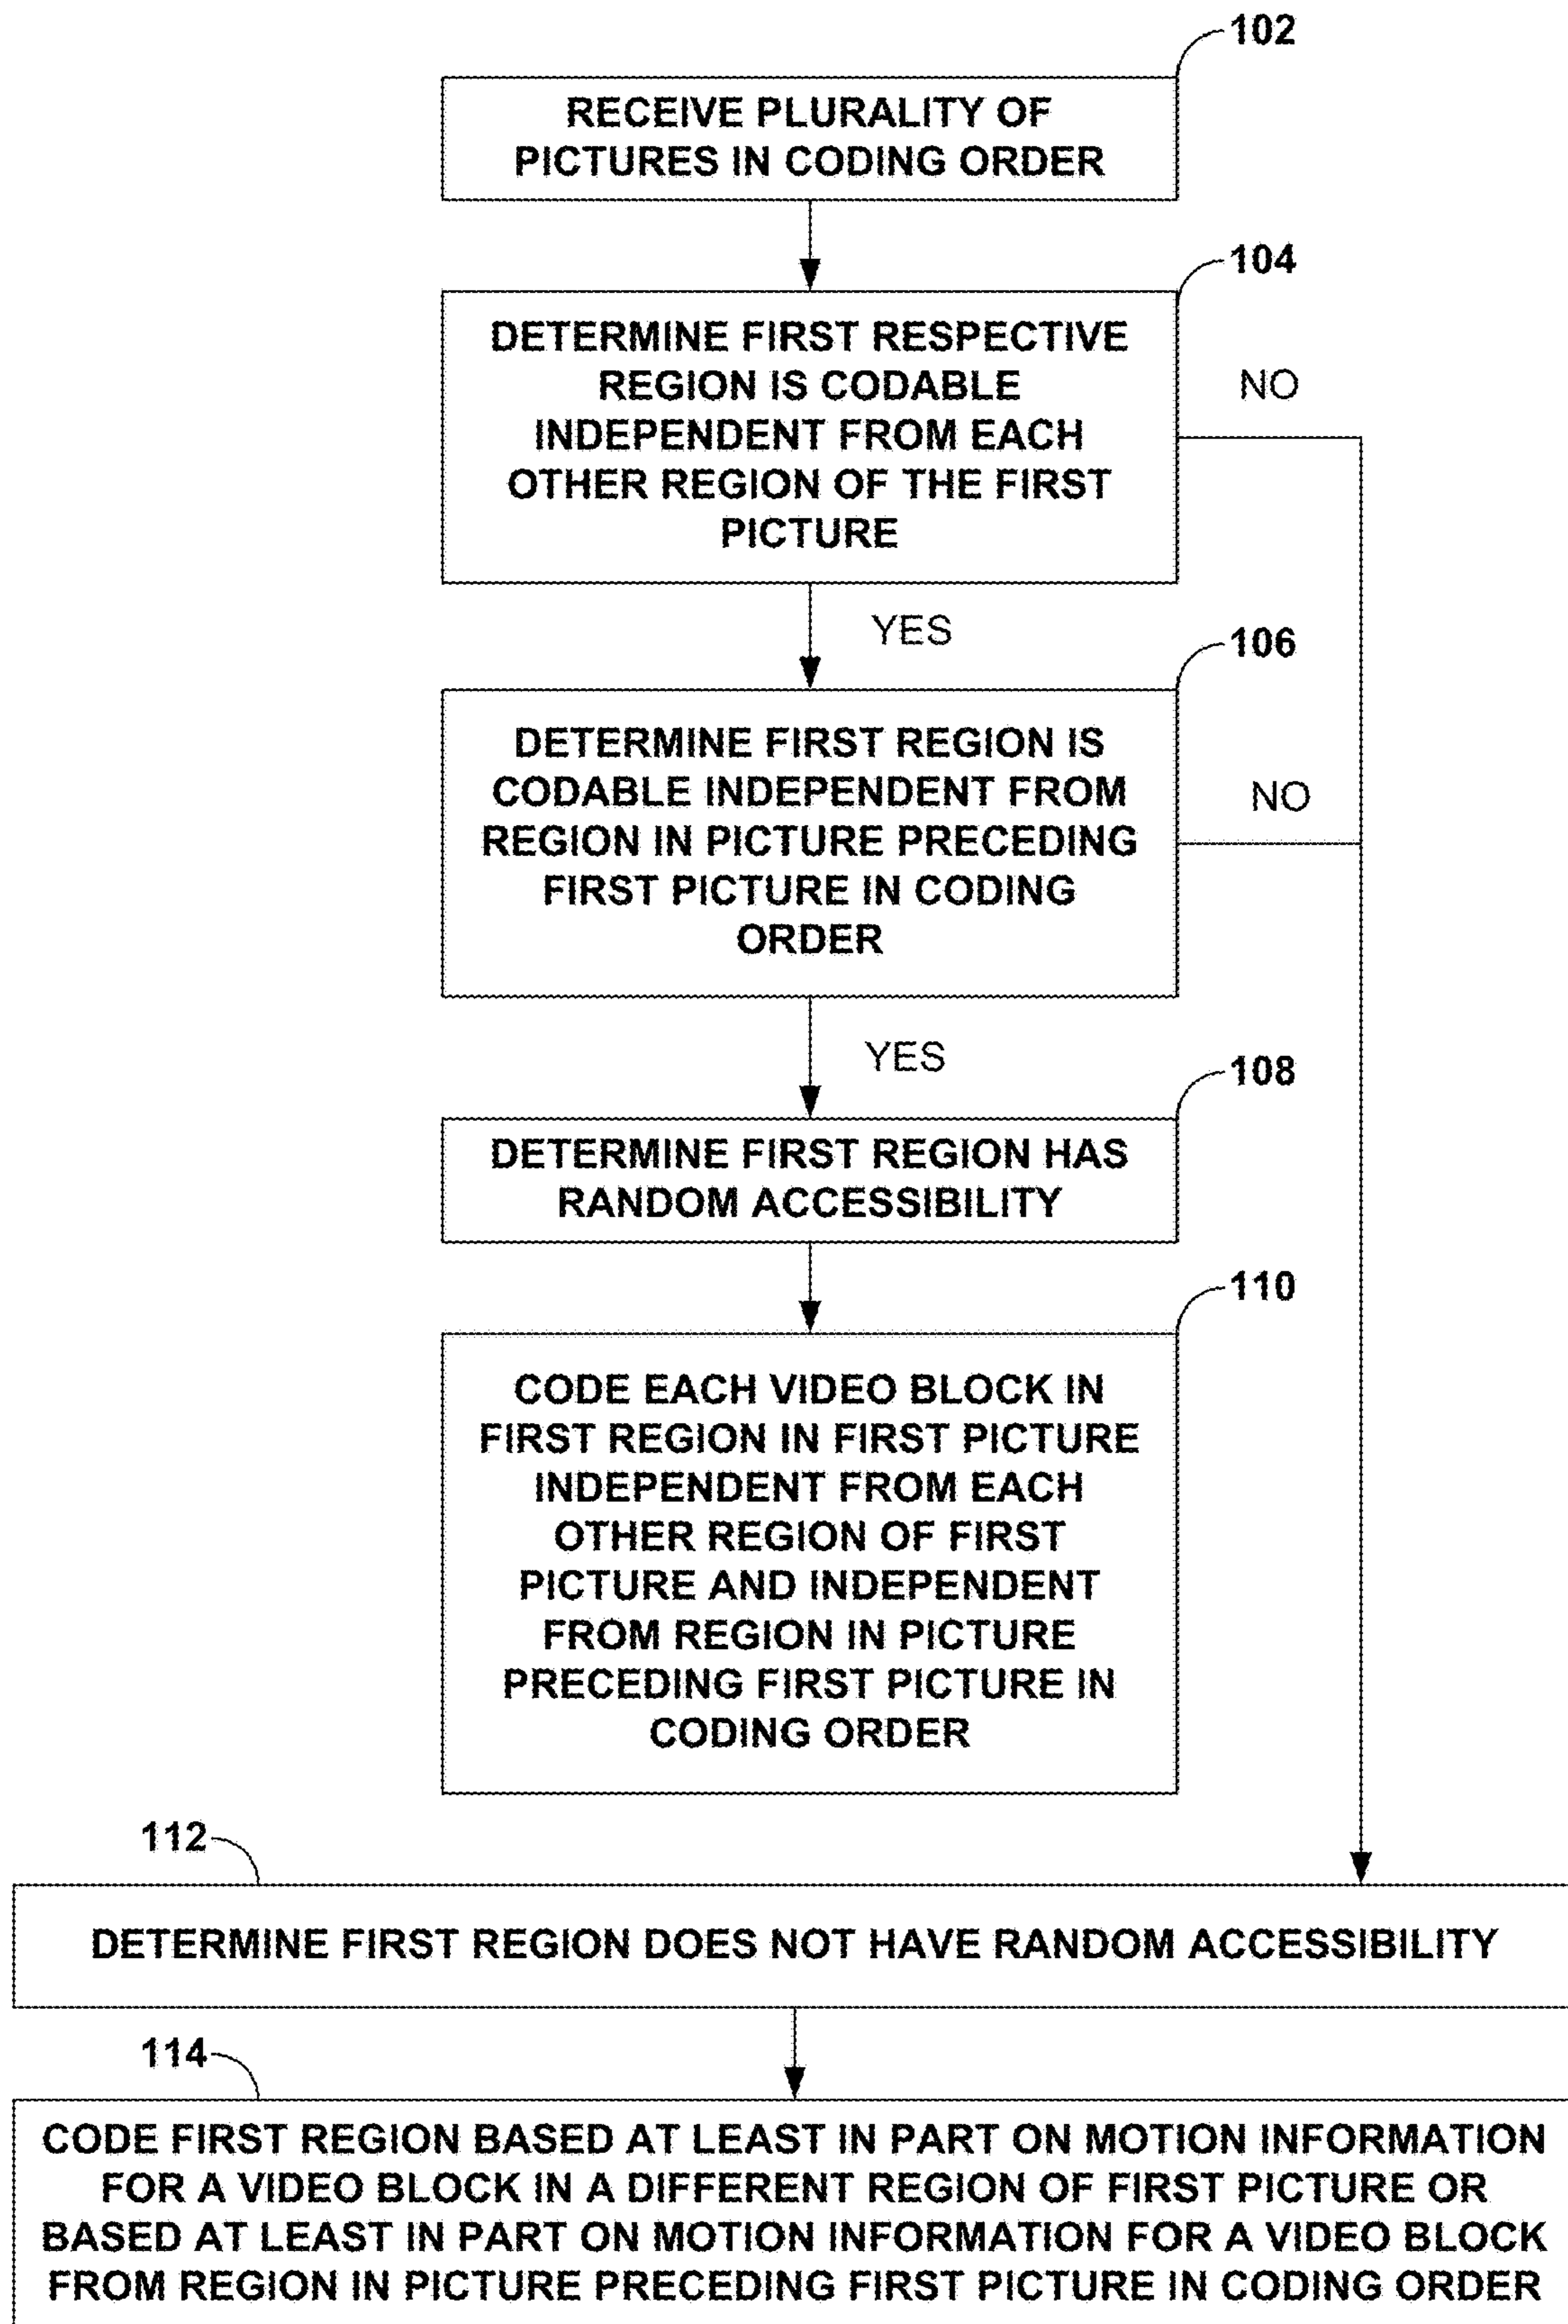 102
RECEIVE PLURALITY OF
PICTURES IN CODING ORDER
104
DETERMINE FIRST RESPECTIVE
REGION IS CODABLE
INDEPENDENT FROM EACH
OTHER REGION OF THE FIRST
PICTURE
NO
YES
106
DETERMINE FIRST REGION IS
CODABLE INDEPENDENT FROM
REGION IN PICTURE PRECEDING
FIRST PICTURE IN CODING
ORDER
NO
YES
108
DETERMINE FIRST REGION HAS
RANDOM ACCESSIBILITY
110
CODE EACH VIDEO BLOCK IN
FIRST REGION IN FIRST PICTURE
INDEPENDENT FROM EACH
OTHER REGION OF FIRST
PICTURE AND INDEPENDENT
FROM REGION IN PICTURE
PRECEDING FIRST PICTURE IN
CODING ORDER
112
DETERMINE FIRST REGION DOES NOT HAVE RANDOM ACCESSIBILITY
114
CODE FIRST REGION BASED AT LEAST IN PART ON MOTION INFORMATION
FOR A VIDEO BLOCK IN A DIFFERENT REGION OF FIRST PICTURE OR
BASED AT LEAST IN PART ON MOTION INFORMATION FOR A VIDEO BLOCK
FROM REGION IN PICTURE PRECEDING FIRST PICTURE IN CODING ORDER